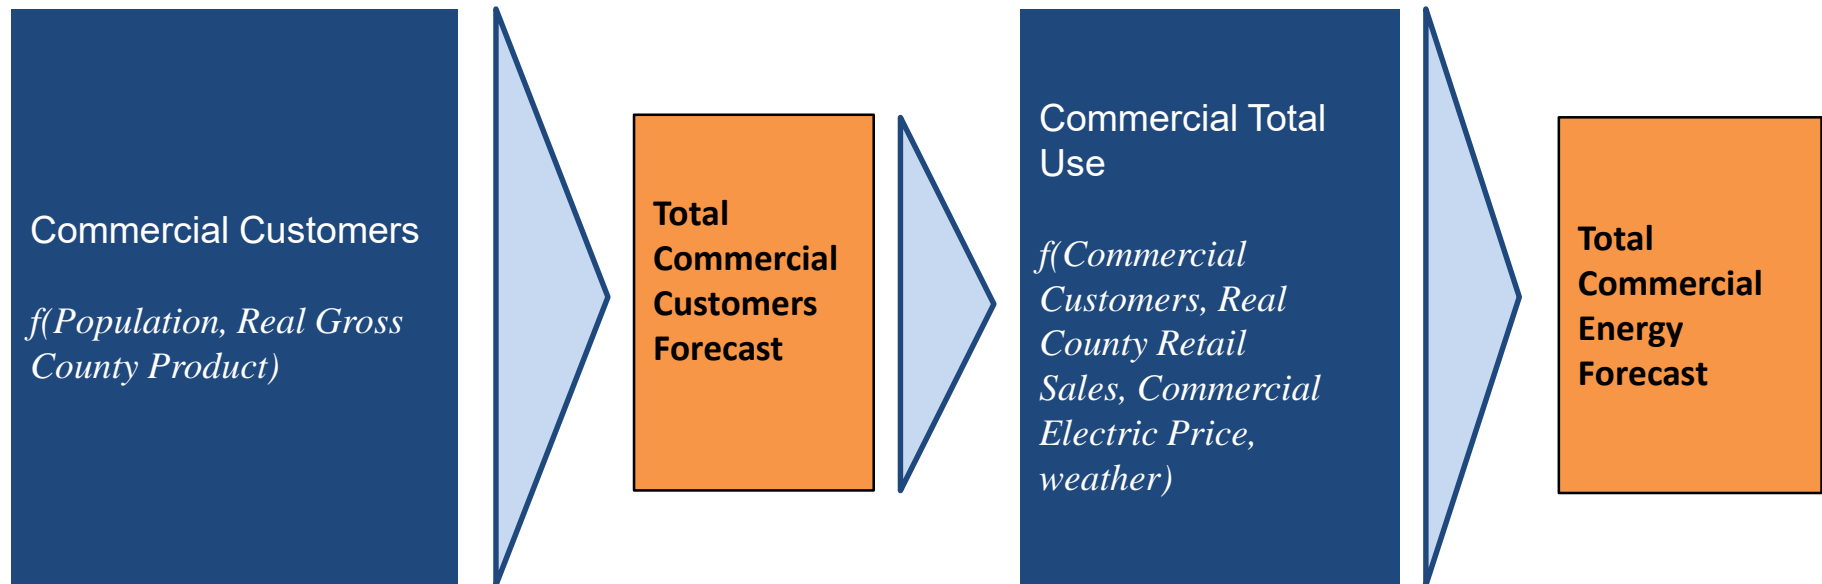 Commercial Customers
f(Population, Real Gross
County Product)
Total
Commercial
Customers
Forecast
Commercial Total
Use
f(Commercial
Customers, Real
County Retail
Sales, Commercial
Electric Price,
weather)
Total
Commercial
Energy
Forecast